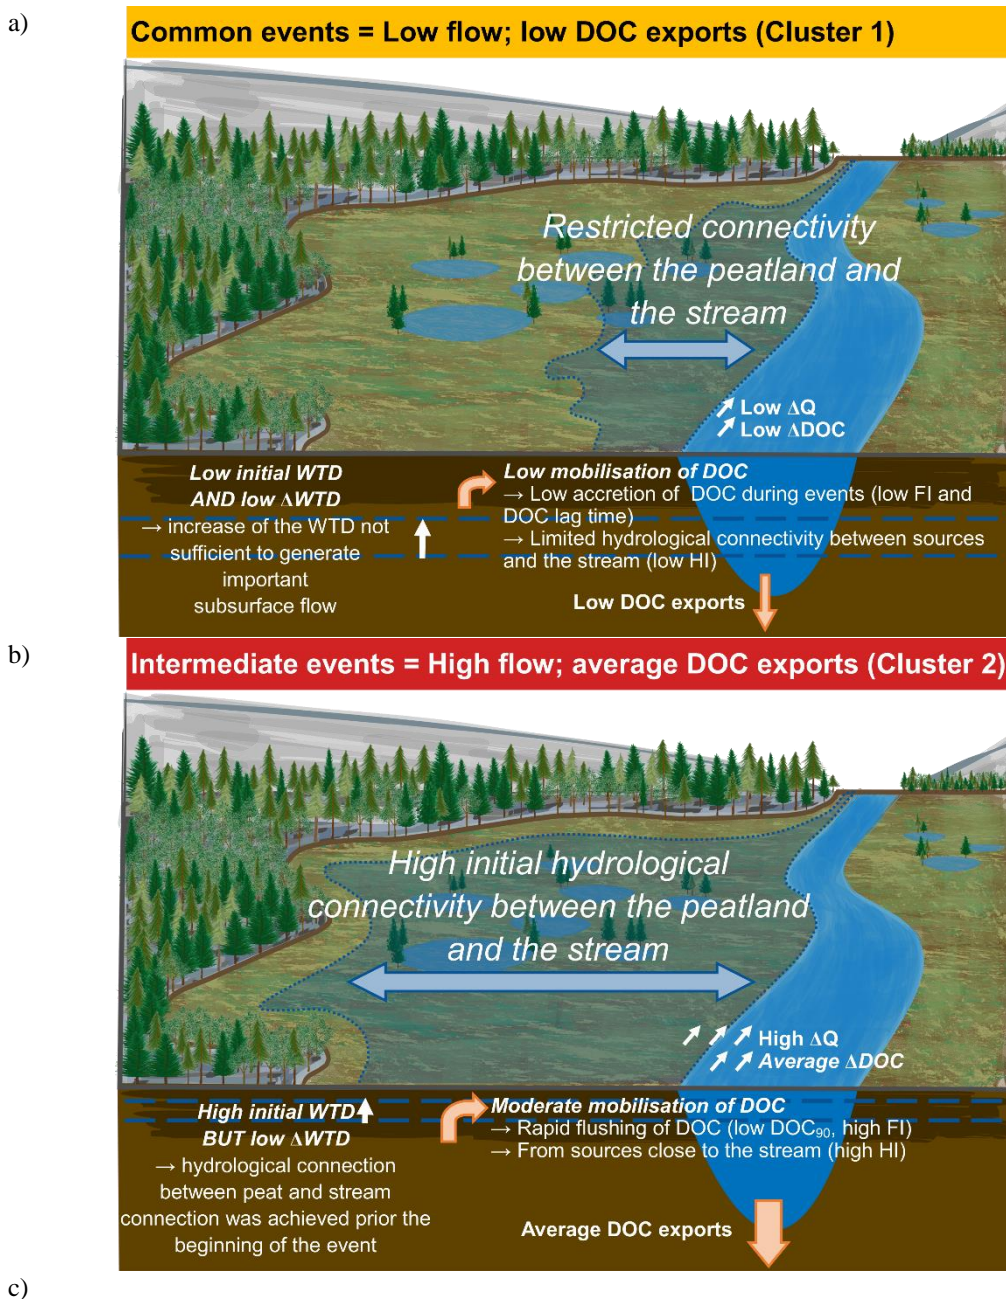 a)
Common events = Low flow; low DOC exports (Cluster 1)
Restricted connectivity
between the peatland and
the stream
Low ΔQ
Low ΔDOC
Low initial WTD
AND low ΔWTD
→ increase of the WTD not
sufficient to generate
important
subsurface flow
Low mobilisation of DOC
→ Low accretion of DOC during events (low FI and
DOC lag time)
→ Limited hydrological connectivity between sources
and the stream (low HI)
Low DOC exports
b)
Intermediate events = High flow; average DOC exports (Cluster 2)
High initial hydrological
connectivity between the peatland
and the stream
High ΔQ
Average ΔDOC
High initial WTD
BUT low ΔWTD
→ hydrological connection
between peat and stream
connection was achieved prior the
beginning of the event
Moderate mobilisation of DOC
→ Rapid flushing of DOC (low DOC₉₀, high FI)
→ From sources close to the stream (high HI)
Average DOC exports
c)